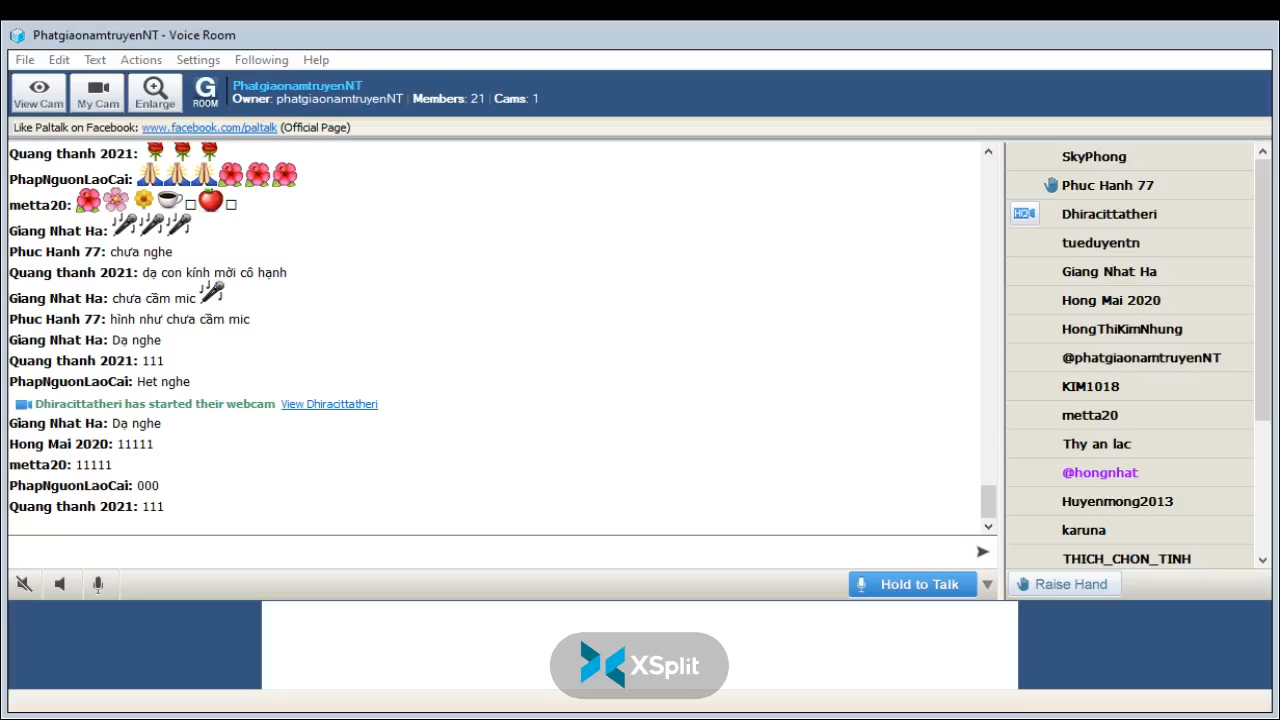 PhatgiaonamtruyenNT - Voice Room
File Edit Text Actions Settings Following Help
View Cam My Cam Enlarge G ROOM
PhatgiaonamtruyenNT
Owner: phatgiaonamtruyenNT | Members: 21 | Cams: 1
Like Paltalk on Facebook: www.facebook.com/paltalk (Official Page)
Quang thanh 2021:
PhapNguonLaoCai:
metta20:
Giang Nhat Ha:
Phuc Hanh 77: chưa nghe
Quang thanh 2021: dạ con kính mời cô hạnh
Giang Nhat Ha: chưa cầm mic
Phuc Hanh 77: hình như chưa cầm mic
Giang Nhat Ha: Dạ nghe
Quang thanh 2021: 111
PhapNguonLaoCai: Het nghe
Dhiracittatheri has started their webcam View Dhiracittatheri
Giang Nhat Ha: Dạ nghe
Hong Mai 2020: 11111
metta20: 11111
PhapNguonLaoCai: 000
Quang thanh 2021: 111
SkyPhong
Phuc Hanh 77
HQ Dhiracittatheri
tueduyentn
Giang Nhat Ha
Hong Mai 2020
HongThiKimNhung
@phatgiaonamtruyenNT
KIM1018
metta20
Thy an lac
@hongnhat
Huyenmong2013
karuna
THICH_CHON_TINH
Hold to Talk
Raise Hand
XSplit